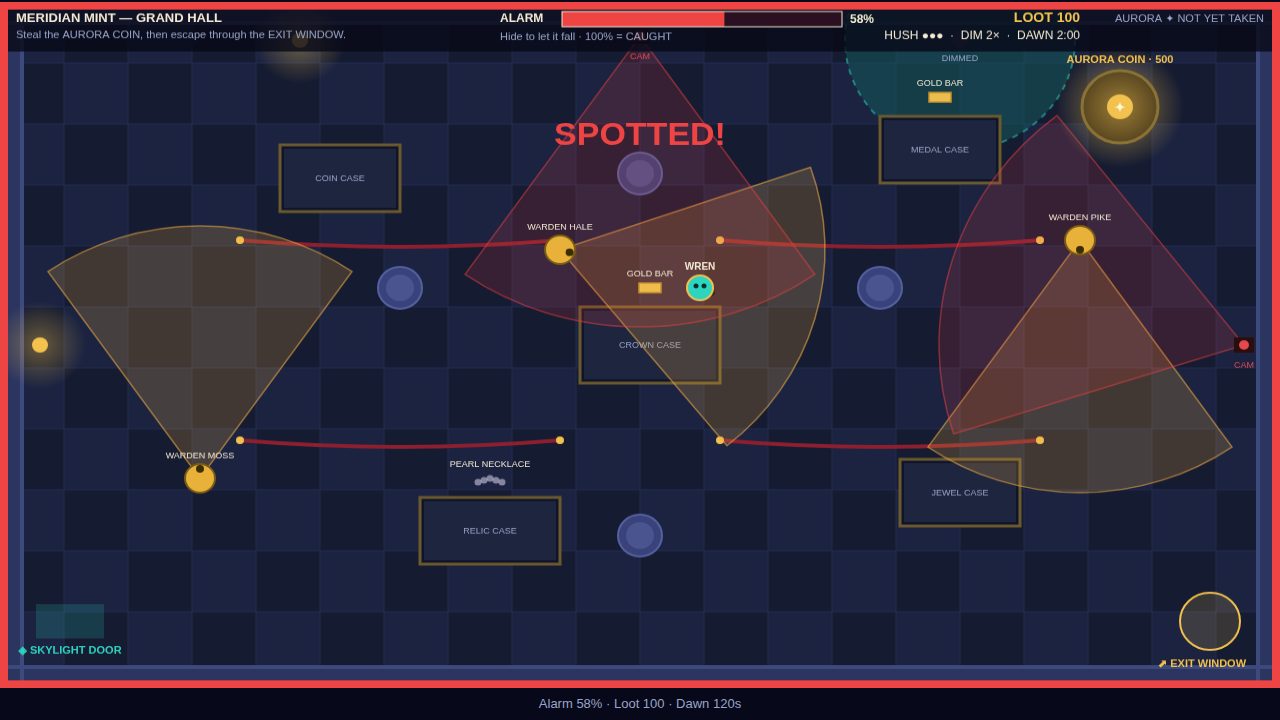 MERIDIAN MINT — GRAND HALL
Steal the AURORA COIN, then escape through the EXIT WINDOW.
ALARM
58%
Hide to let it fall · 100% = CAUGHT
LOOT 100
HUSH ●●● · DIM 2× · DAWN 2:00
AURORA ✦ NOT YET TAKEN
CAM
DIMMED
AURORA COIN · 500
GOLD BAR
SPOTTED!
MEDAL CASE
COIN CASE
WARDEN PIKE
WARDEN HALE
WREN
GOLD BAR
CROWN CASE
CAM
WARDEN MOSS
PEARL NECKLACE
JEWEL CASE
RELIC CASE
◆ SKYLIGHT DOOR
⬈ EXIT WINDOW
Alarm 58% · Loot 100 · Dawn 120s